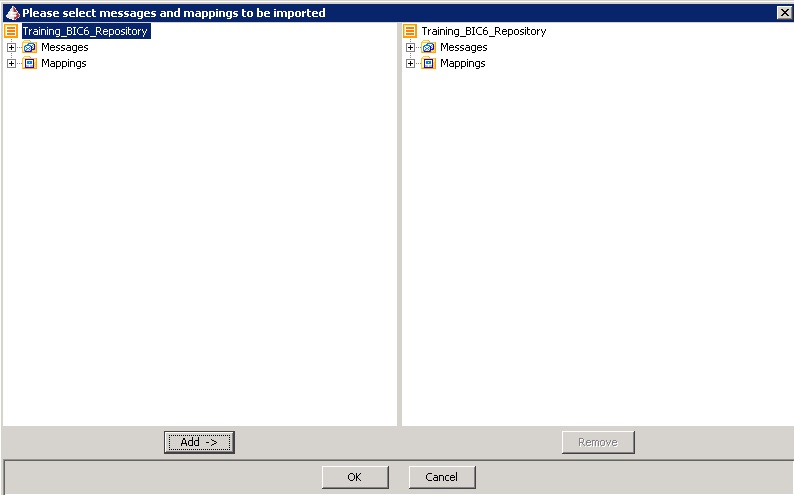 Please select messages and mappings to be imported
Training_BIC6_Repository
Messages
Mappings
Training_BIC6_Repository
Messages
Mappings
Add ->
Remove
OK
Cancel